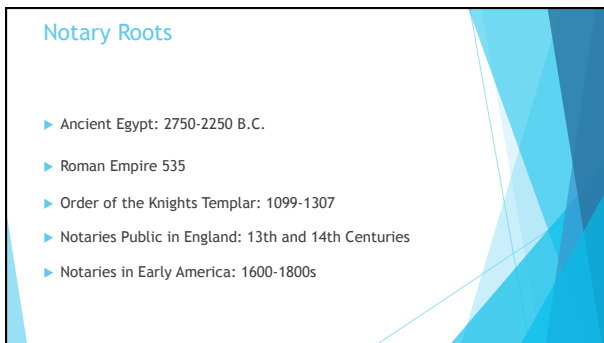 Notary Roots
Ancient Egypt: 2750-2250 B.C.
Roman Empire 535
Order of the Knights Templar: 1099-1307
Notaries Public in England: 13th and 14th Centuries
Notaries in Early America: 1600-1800s